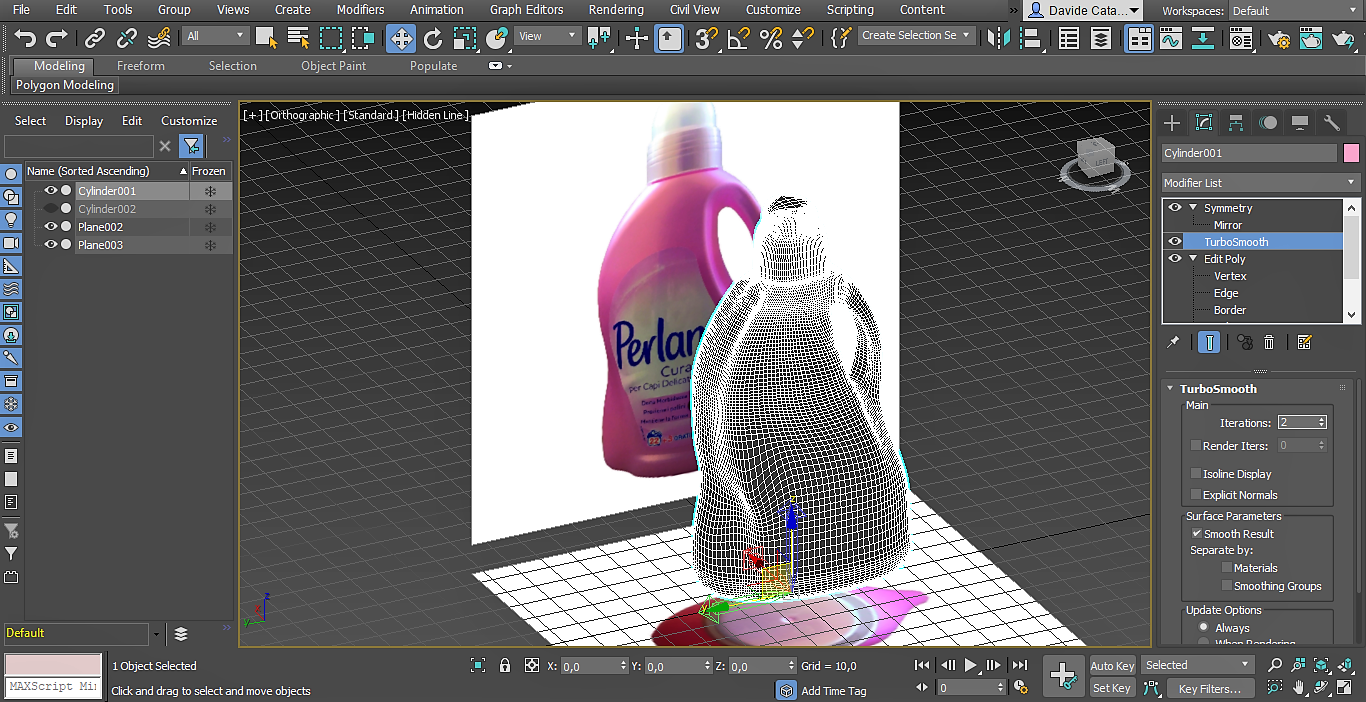 File Edit Tools Group Views Create Modifiers Animation Graph Editors Rendering Civil View Customize Scripting Content » Davide Cata... Workspaces: Default
All View 3 Create Selection Se
Modeling Freeform Selection Object Paint Populate
Polygon Modeling
Select Display Edit Customize
Name (Sorted Ascending) Frozen
Cylinder001
Cylinder002
Plane002
Plane003
Default
[+] [Orthographic] [Standard] [Hidden Line]
LEFT
Perlan
Cura
per Capi Delica
22
Cylinder001
Modifier List
Symmetry
Mirror
TurboSmooth
Edit Poly
Vertex
Edge
Border
TurboSmooth
Main
Iterations: 2
Render Iters: 0
Isoline Display
Explicit Normals
Surface Parameters
Smooth Result
Separate by:
Materials
Smoothing Groups
Update Options
Always
When Rendering
z
x
y
MAXScript Mi
1 Object Selected
Click and drag to select and move objects
X: 0,0 Y: 0,0 Z: 0,0 Grid = 10,0
Add Time Tag
0
Auto Key Selected
Set Key Key Filters...